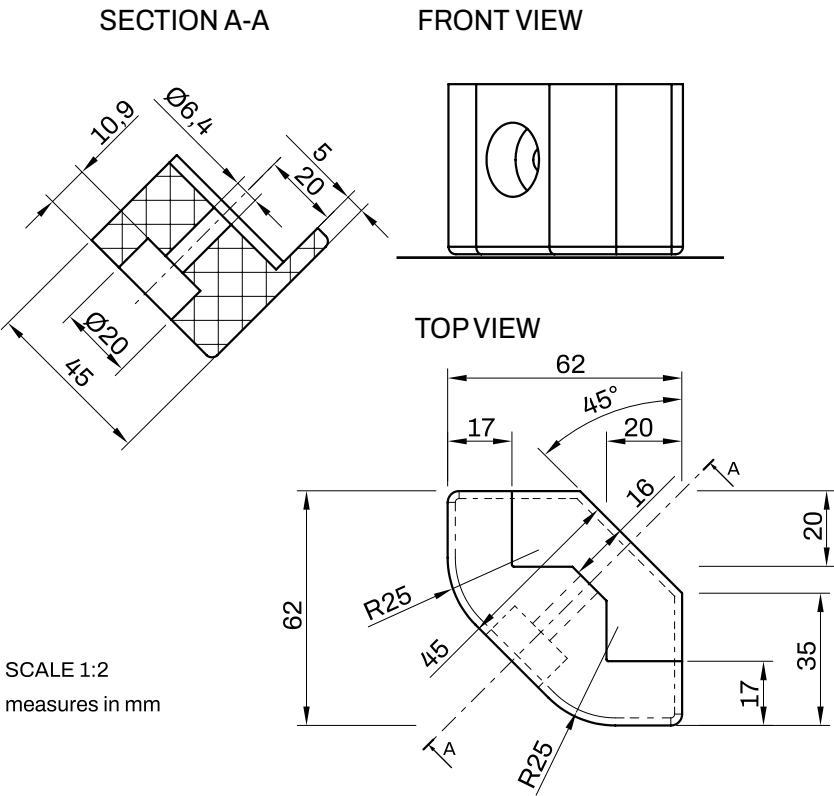 SECTION A-A
FRONT VIEW
10,9
Ø6,4
5
20
Ø20
45
TOP VIEW
62
45°
17
20
A
16
20
R25
62
45
35
17
SCALE 1:2
measures in mm
A
R25